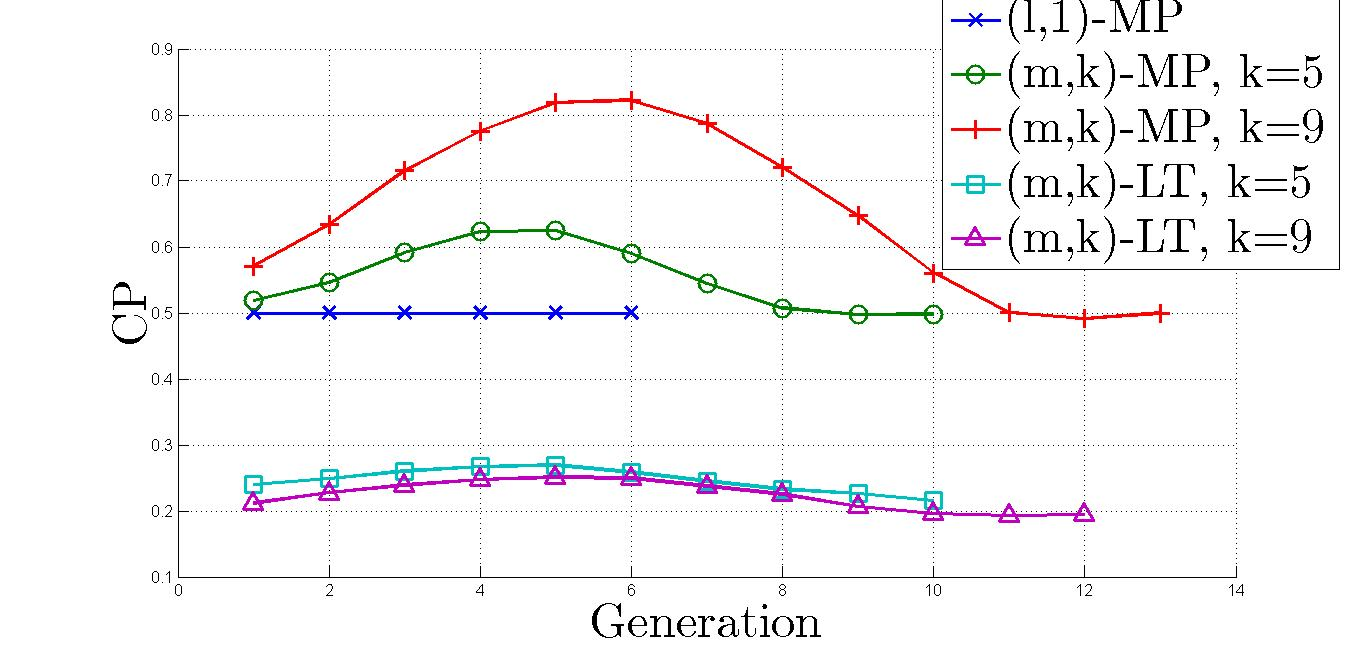 (l,1)-MP
(m,k)-MP, k=5
(m,k)-MP, k=9
(m,k)-LT, k=5
(m,k)-LT, k=9
0.9
0.8
0.7
0.6
0.5
0.4
0.3
0.2
0.1
CP
0 2 4 6 8 10 12 14
Generation